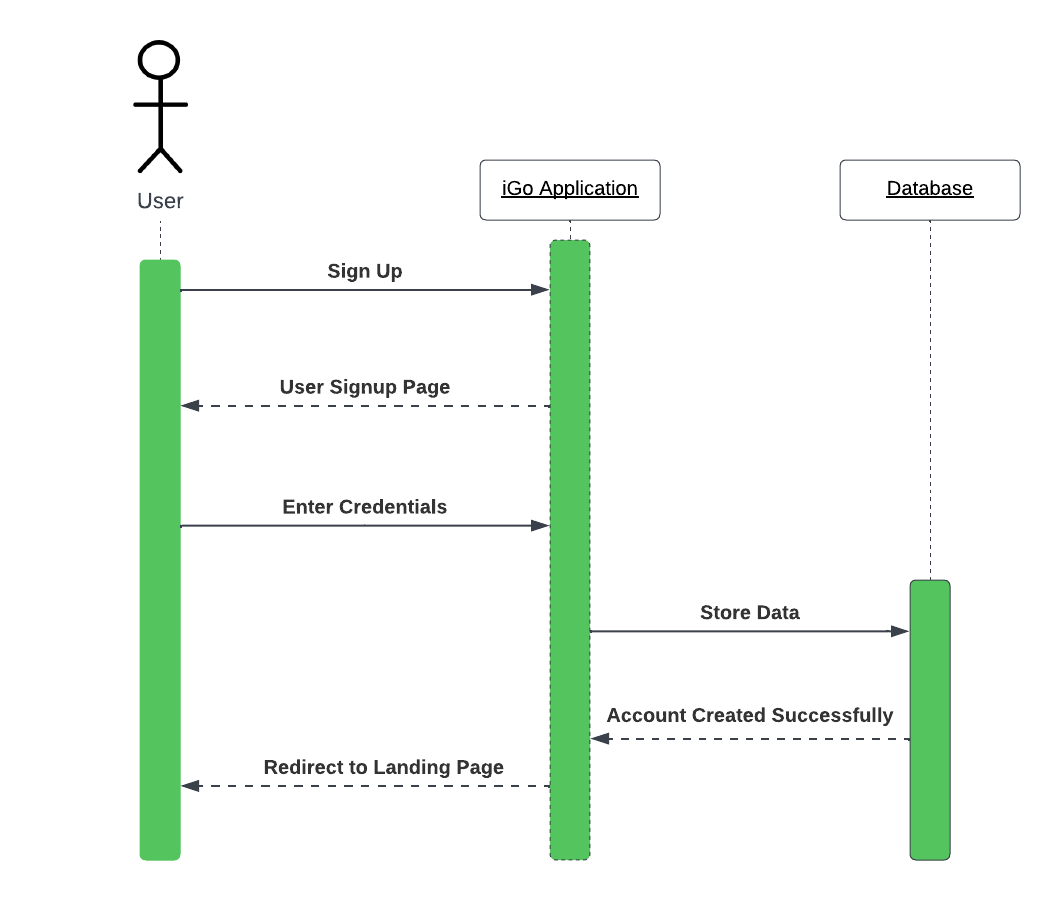 User
iGo Application
Database
Sign Up
User Signup Page
Enter Credentials
Store Data
Account Created Successfully
Redirect to Landing Page